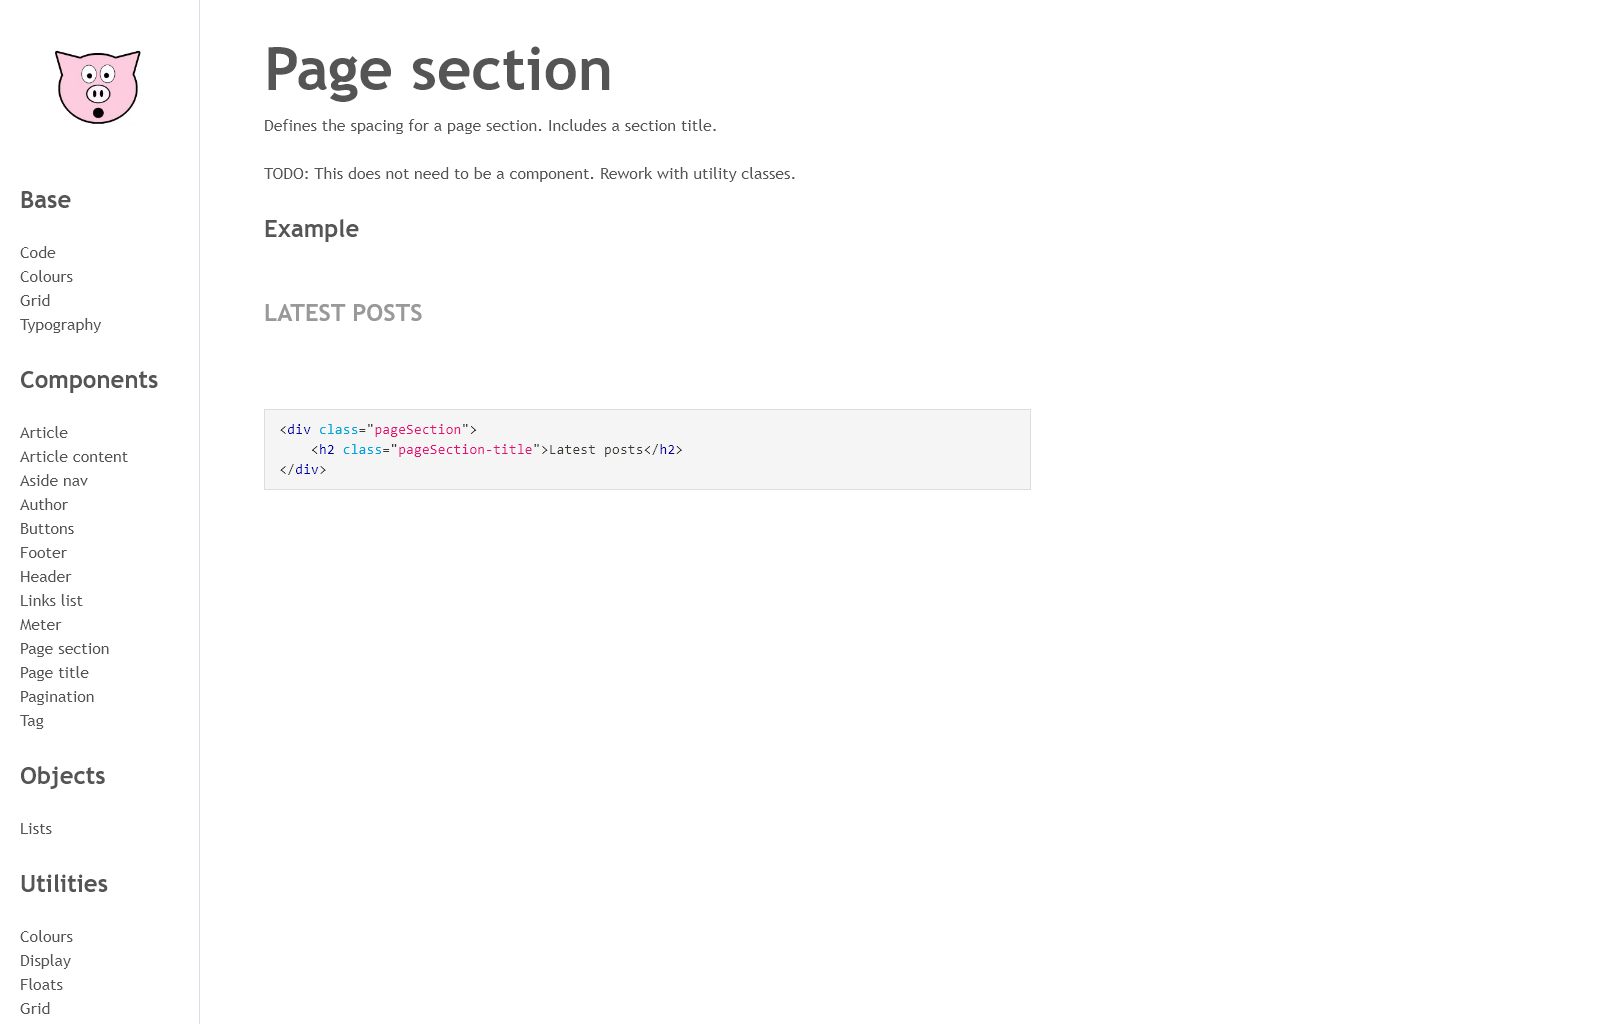 Base
Code
Colours
Grid
Typography
Components
Article
Article content
Aside nav
Author
Buttons
Footer
Header
Links list
Meter
Page section
Page title
Pagination
Tag
Objects
Lists
Utilities
Colours
Display
Floats
Grid
Page section
Defines the spacing for a page section. Includes a section title.
TODO: This does not need to be a component. Rework with utility classes.
Example
LATEST POSTS
<div class="pageSection">
    <h2 class="pageSection-title">Latest posts</h2>
</div>